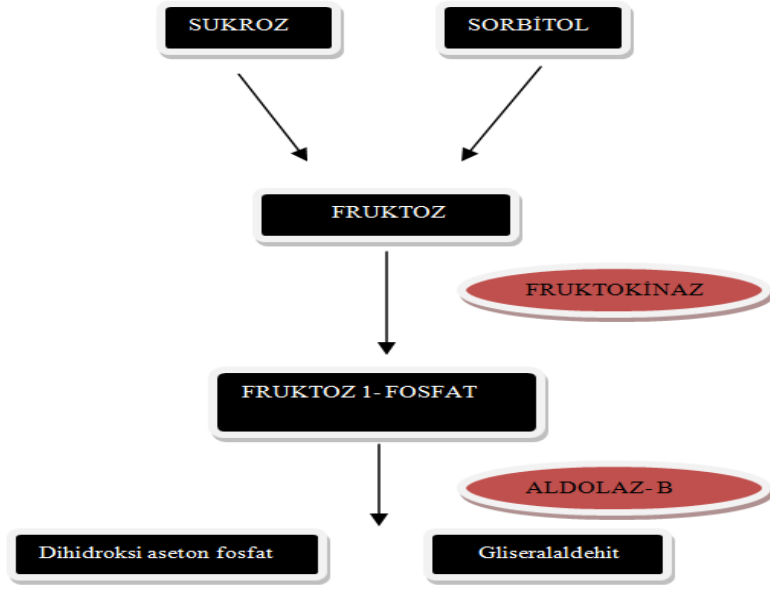 SUKROZ
SORBİTOL
FRUKTOZ
FRUKTOKİNAZ
FRUKTOZ 1- FOSFAT
ALDOLAZ- B
Dihidroksi aseton fosfat
Gliseralaldehit